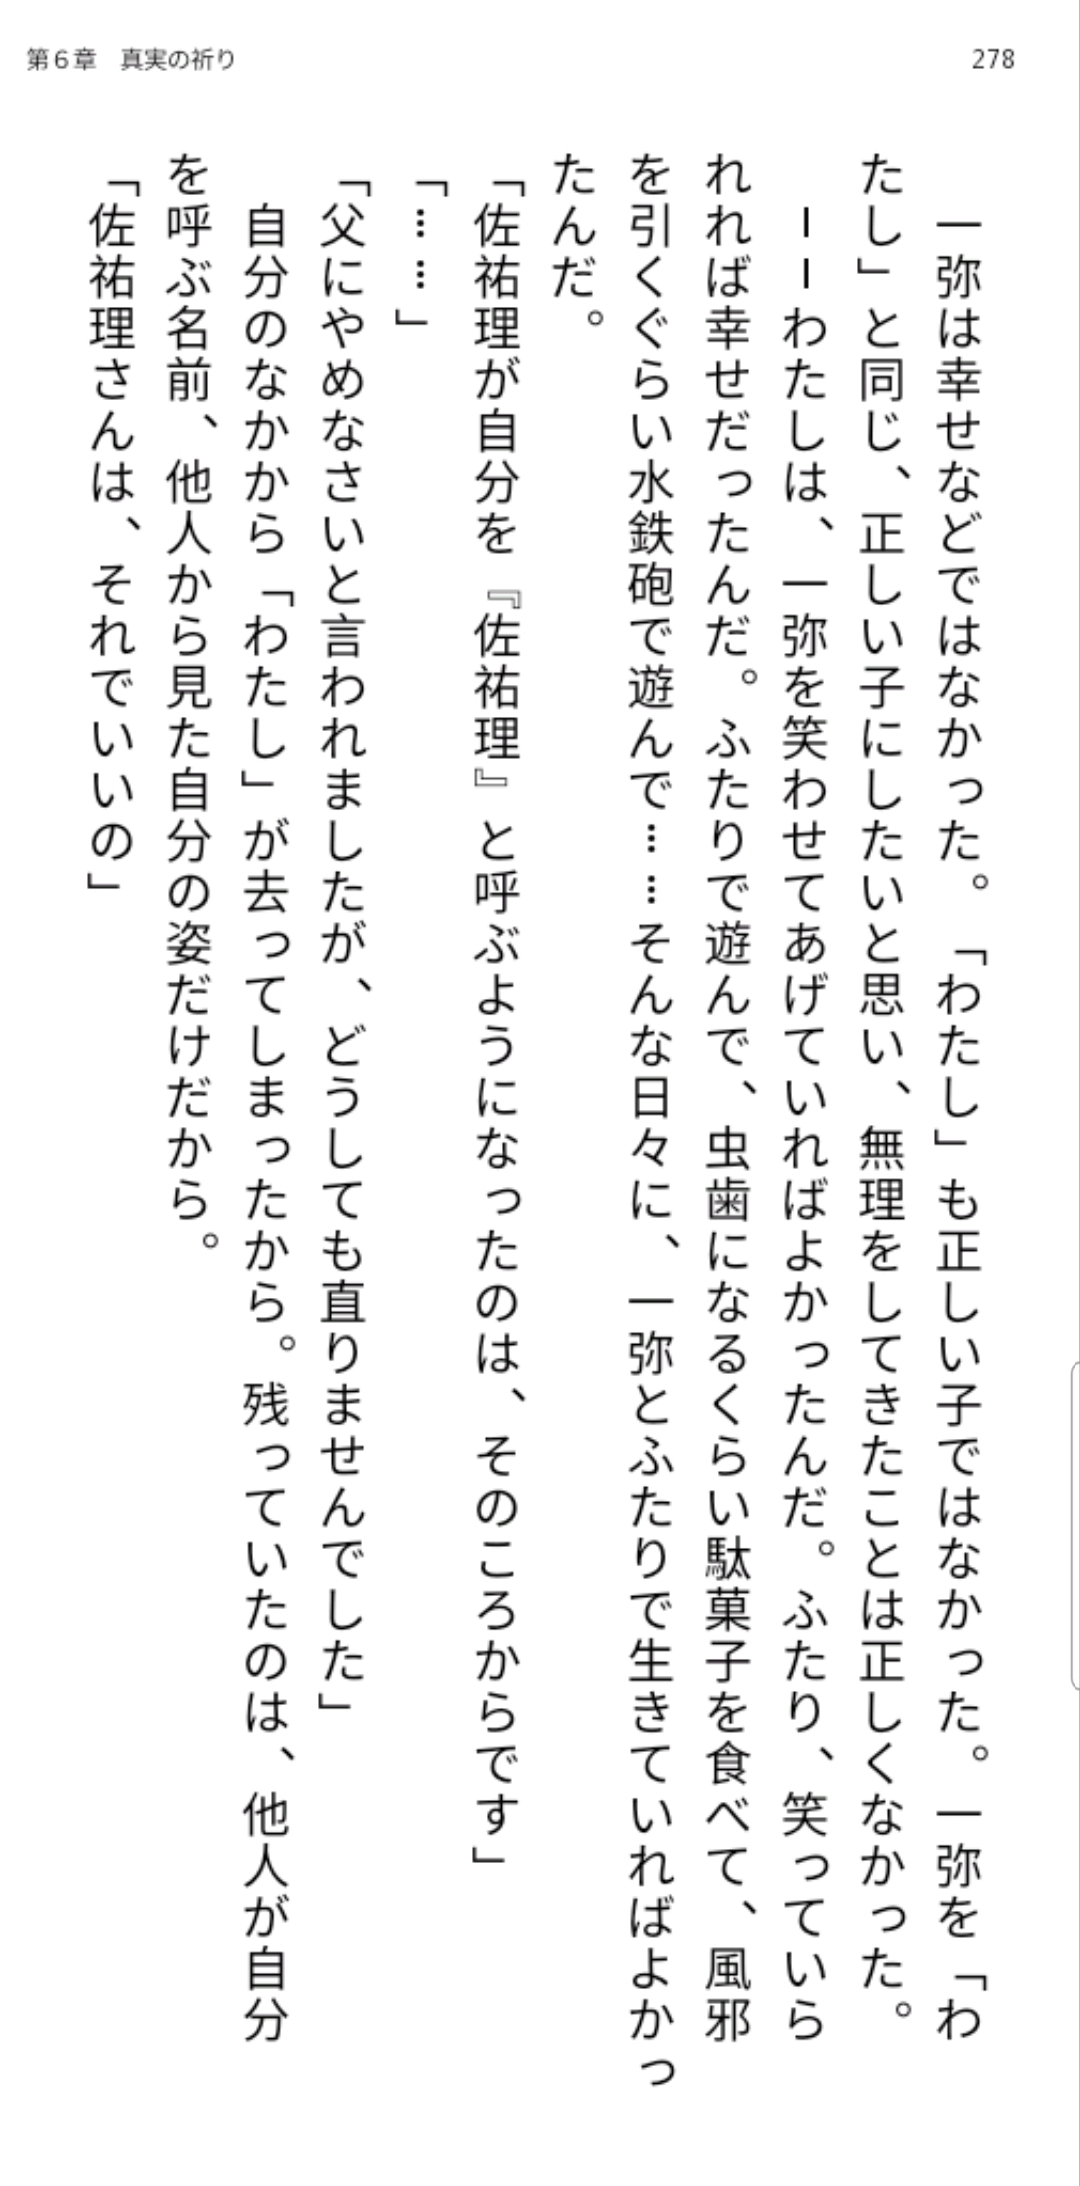 第６章　真実の祈り
278
　一弥は幸せなどではなかった。「わたし」も正しい子ではなかった。一弥を「わ
たし」と同じ、正しい子にしたいと思い、無理をしてきたことは正しくなかった。
　ーーわたしは、一弥を笑わせてあげていればよかったんだ。ふたり、笑っていら
れれば幸せだったんだ。ふたりで遊んで、虫歯になるくらい駄菓子を食べて、風邪
を引くぐらい水鉄砲で遊んで……そんな日々に、一弥とふたりで生きていればよかっ
たんだ。
「佐祐理が自分を『佐祐理』と呼ぶようになったのは、そのころからです」
「……」
「父にやめなさいと言われましたが、どうしても直りませんでした」
　自分のなかから「わたし」が去ってしまったから。残っていたのは、他人が自分
を呼ぶ名前、他人から見た自分の姿だけだから。
「佐祐理さんは、それでいいの」